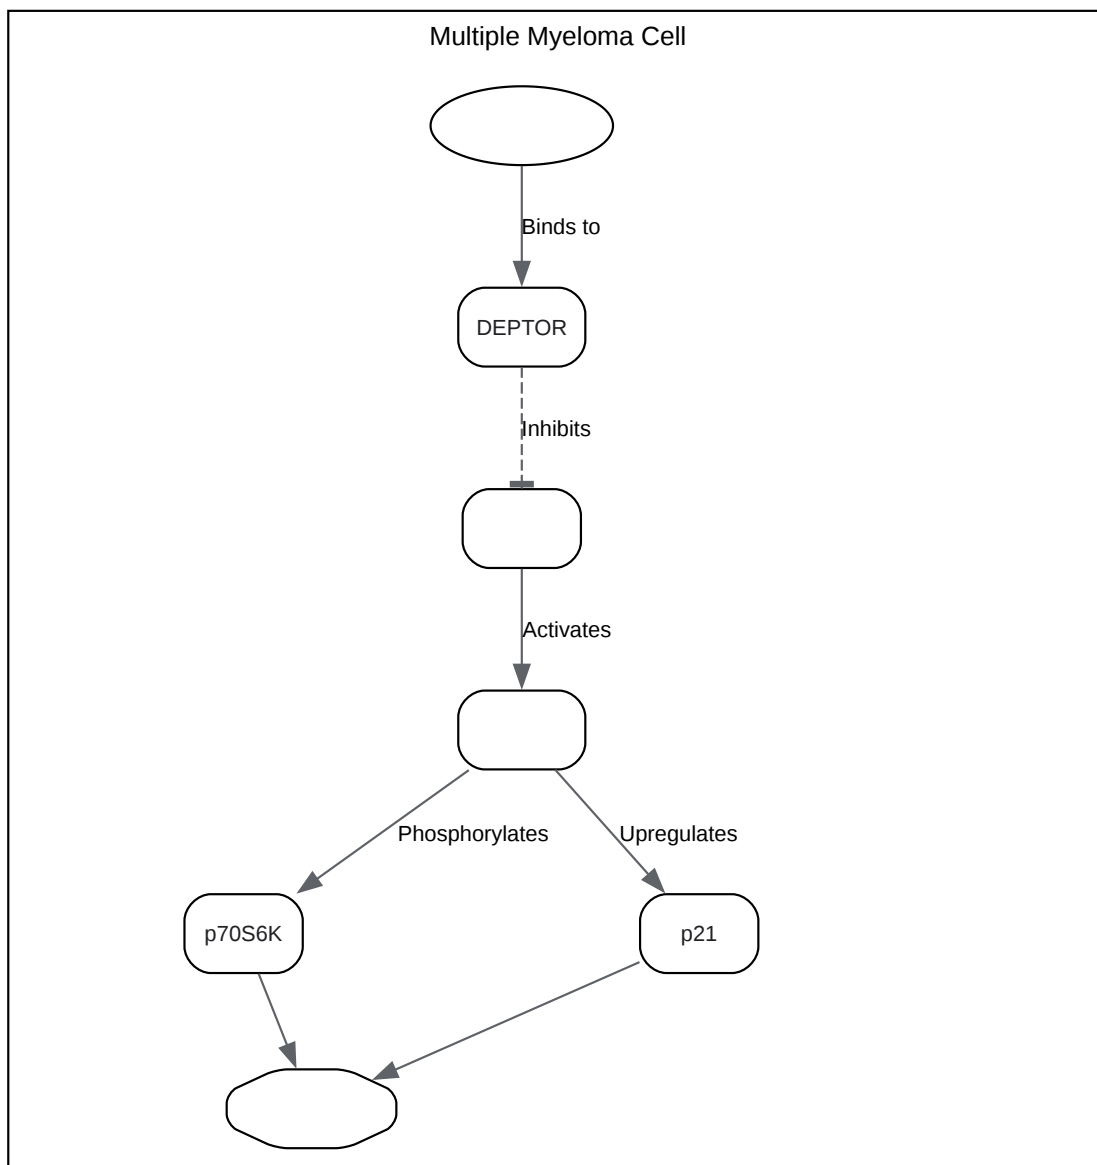 Multiple Myeloma Cell
Binds to
DEPTOR
Inhibits
Activates
Phosphorylates
Upregulates
p70S6K
p21